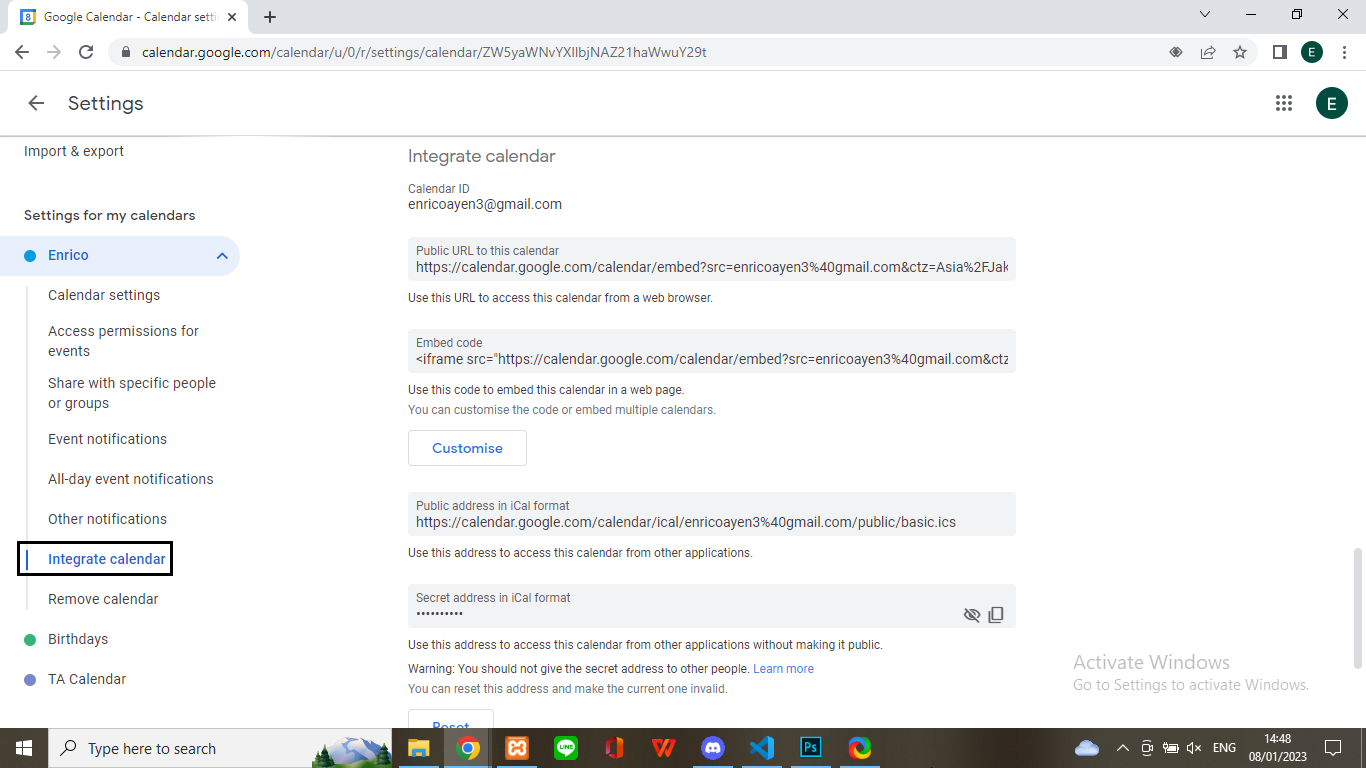 Google Calendar - Calendar setti
calendar.google.com/calendar/u/0/r/settings/calendar/ZW5yaWNvYXllbjNAZ21haWwuY29t
E
Settings
E
Import & export
Settings for my calendars
Enrico
Calendar settings
Access permissions for
events
Share with specific people
or groups
Event notifications
All-day event notifications
Other notifications
Integrate calendar
Remove calendar
Birthdays
TA Calendar
Integrate calendar
Calendar ID
enricoayen3@gmail.com
Public URL to this calendar
https://calendar.google.com/calendar/embed?src=enricoayen3%40gmail.com&ctz=Asia%2FJak
Use this URL to access this calendar from a web browser.
Embed code
<iframe src="https://calendar.google.com/calendar/embed?src=enricoayen3%40gmail.com&ctz
Use this code to embed this calendar in a web page.
You can customise the code or embed multiple calendars.
Customise
Public address in iCal format
https://calendar.google.com/calendar/ical/enricoayen3%40gmail.com/public/basic.ics
Use this address to access this calendar from other applications.
Secret address in iCal format
••••••••••
Use this address to access this calendar from other applications without making it public.
Warning: You should not give the secret address to other people. Learn more
You can reset this address and make the current one invalid.
Reset
Activate Windows
Go to Settings to activate Windows.
Type here to search
LINE
Ps
ENG
14:48
08/01/2023